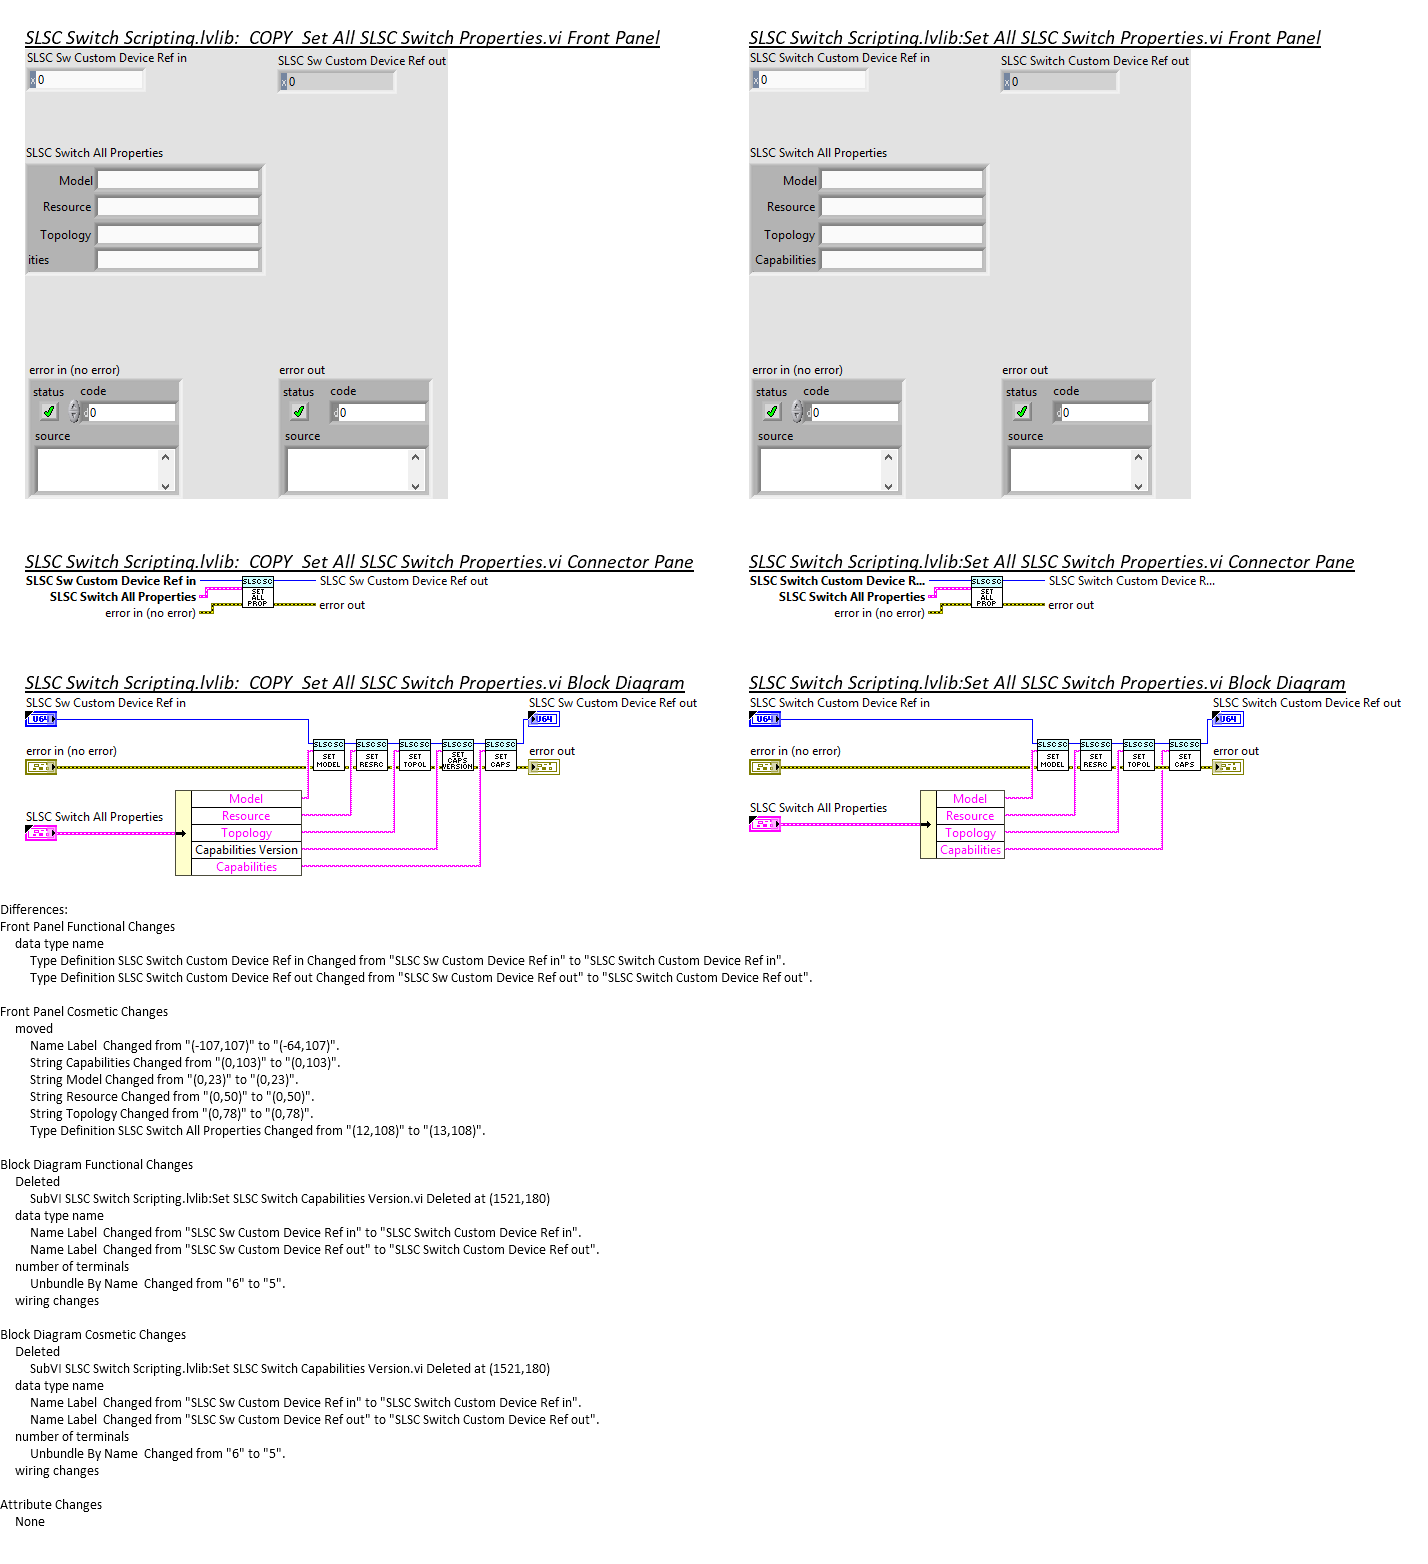 SLSC Switch Scripting.lvlib:  COPY  Set All SLSC Switch Properties.vi Front Panel
SLSC Sw Custom Device Ref in
SLSC Sw Custom Device Ref out
x 0
x 0
SLSC Switch All Properties
Model
Resource
Topology
ities
error in (no error)
error out
status code
status code
d 0
d 0
source
source
SLSC Switch Scripting.lvlib:Set All SLSC Switch Properties.vi Front Panel
SLSC Switch Custom Device Ref in
SLSC Switch Custom Device Ref out
x 0
x 0
SLSC Switch All Properties
Model
Resource
Topology
Capabilities
error in (no error)
error out
status code
status code
d 0
d 0
source
source
SLSC Switch Scripting.lvlib:  COPY  Set All SLSC Switch Properties.vi Connector Pane
SLSC Sw Custom Device Ref in
SLSC Switch All Properties
error in (no error)
SLSC SC
SET
ALL
PROP
SLSC Sw Custom Device Ref out
error out
SLSC Switch Scripting.lvlib:Set All SLSC Switch Properties.vi Connector Pane
SLSC Switch Custom Device R...
SLSC Switch All Properties
error in (no error)
SLSC SC
SET
ALL
PROP
SLSC Switch Custom Device R...
error out
SLSC Switch Scripting.lvlib:  COPY  Set All SLSC Switch Properties.vi Block Diagram
SLSC Sw Custom Device Ref in
SLSC Sw Custom Device Ref out
U64
U64
error in (no error)
error out
SLSC SC
SET
MODEL
SLSC SC
SET
RESRC
SLSC SC
SET
TOPOL
SLSC SC
SET
CAPS
VERSION
SLSC SC
SET
CAPS
SLSC Switch All Properties
Model
Resource
Topology
Capabilities Version
Capabilities
SLSC Switch Scripting.lvlib:Set All SLSC Switch Properties.vi Block Diagram
SLSC Switch Custom Device Ref in
SLSC Switch Custom Device Ref out
U64
U64
error in (no error)
error out
SLSC SC
SET
MODEL
SLSC SC
SET
RESRC
SLSC SC
SET
TOPOL
SLSC SC
SET
CAPS
SLSC Switch All Properties
Model
Resource
Topology
Capabilities
Differences:
Front Panel Functional Changes
data type name
Type Definition SLSC Switch Custom Device Ref in Changed from "SLSC Sw Custom Device Ref in" to "SLSC Switch Custom Device Ref in".
Type Definition SLSC Switch Custom Device Ref out Changed from "SLSC Sw Custom Device Ref out" to "SLSC Switch Custom Device Ref out".
Front Panel Cosmetic Changes
moved
Name Label  Changed from "(-107,107)" to "(-64,107)".
String Capabilities Changed from "(0,103)" to "(0,103)".
String Model Changed from "(0,23)" to "(0,23)".
String Resource Changed from "(0,50)" to "(0,50)".
String Topology Changed from "(0,78)" to "(0,78)".
Type Definition SLSC Switch All Properties Changed from "(12,108)" to "(13,108)".
Block Diagram Functional Changes
Deleted
SubVI SLSC Switch Scripting.lvlib:Set SLSC Switch Capabilities Version.vi Deleted at (1521,180)
data type name
Name Label  Changed from "SLSC Sw Custom Device Ref in" to "SLSC Switch Custom Device Ref in".
Name Label  Changed from "SLSC Sw Custom Device Ref out" to "SLSC Switch Custom Device Ref out".
number of terminals
Unbundle By Name  Changed from "6" to "5".
wiring changes
Block Diagram Cosmetic Changes
Deleted
SubVI SLSC Switch Scripting.lvlib:Set SLSC Switch Capabilities Version.vi Deleted at (1521,180)
data type name
Name Label  Changed from "SLSC Sw Custom Device Ref in" to "SLSC Switch Custom Device Ref in".
Name Label  Changed from "SLSC Sw Custom Device Ref out" to "SLSC Switch Custom Device Ref out".
number of terminals
Unbundle By Name  Changed from "6" to "5".
wiring changes
Attribute Changes
None